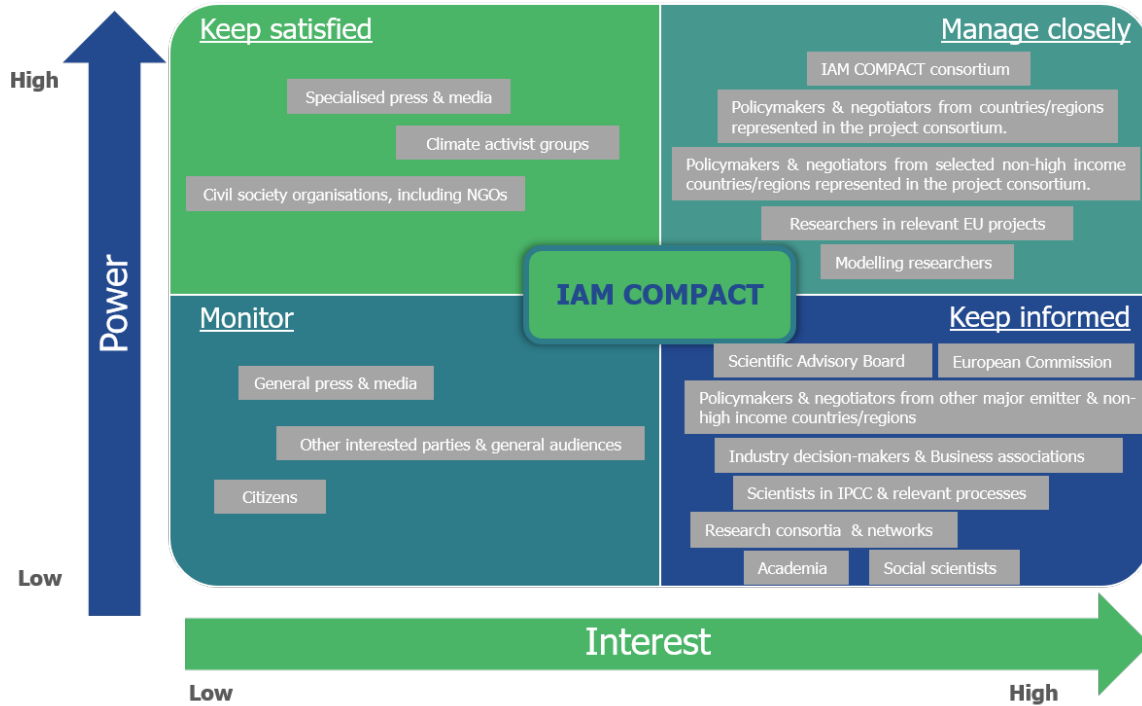 Keep satisfied
Specialised press & media
Climate activist groups
Civil society organisations, including NGOs
Manage closely
IAM COMPACT consortium
Policymakers & negotiators from countries/regions
represented in the project consortium.
Policymakers & negotiators from selected non-high income
countries/regions represented in the project consortium.
Researchers in relevant EU projects
Modelling researchers
IAM COMPACT
Monitor
General press & media
Other interested parties & general audiences
Citizens
Keep informed
Scientific Advisory Board
European Commission
Policymakers & negotiators from other major emitter & non-
high income countries/regions
Industry decision-makers & Business associations
Scientists in IPCC & relevant processes
Research consortia & networks
Academia
Social scientists
High
Power
Low
Interest
Low
High